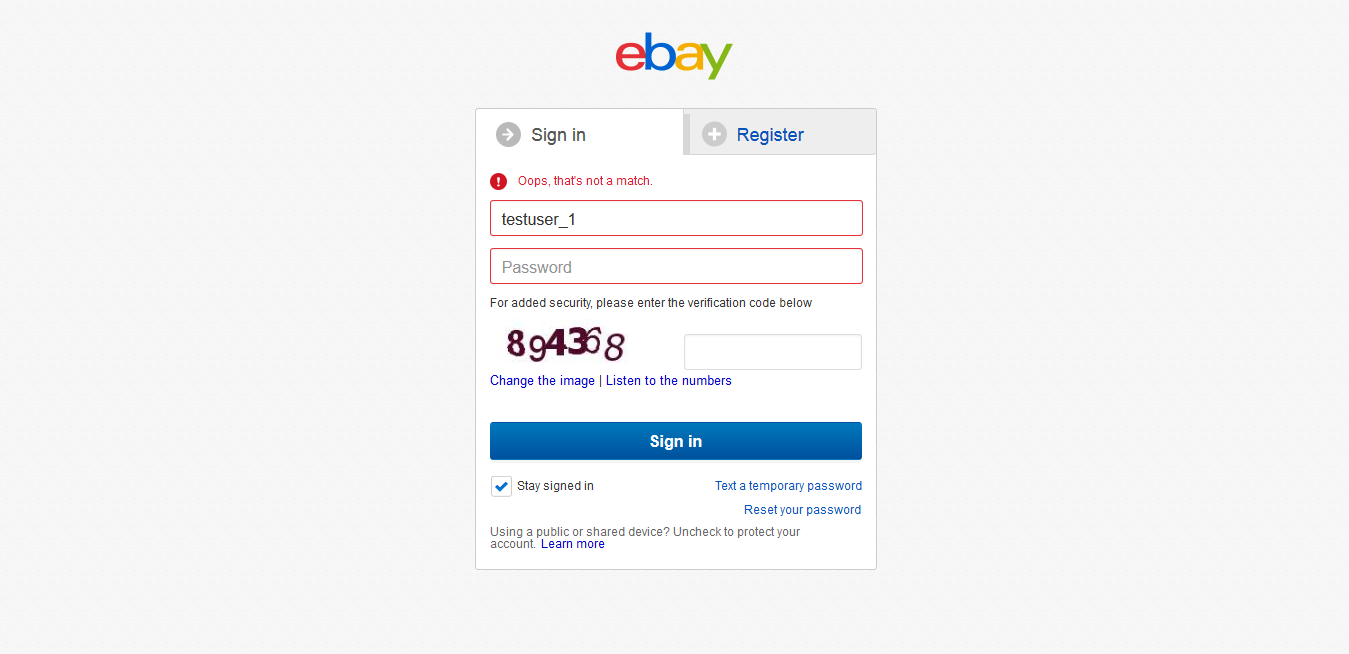 ebay
Sign in
Register
Oops, that's not a match.
testuser_1
Password
For added security, please enter the verification code below
894368
Change the image | Listen to the numbers
Sign in
Stay signed in
Text a temporary password
Reset your password
Using a public or shared device? Uncheck to protect your
account. Learn more